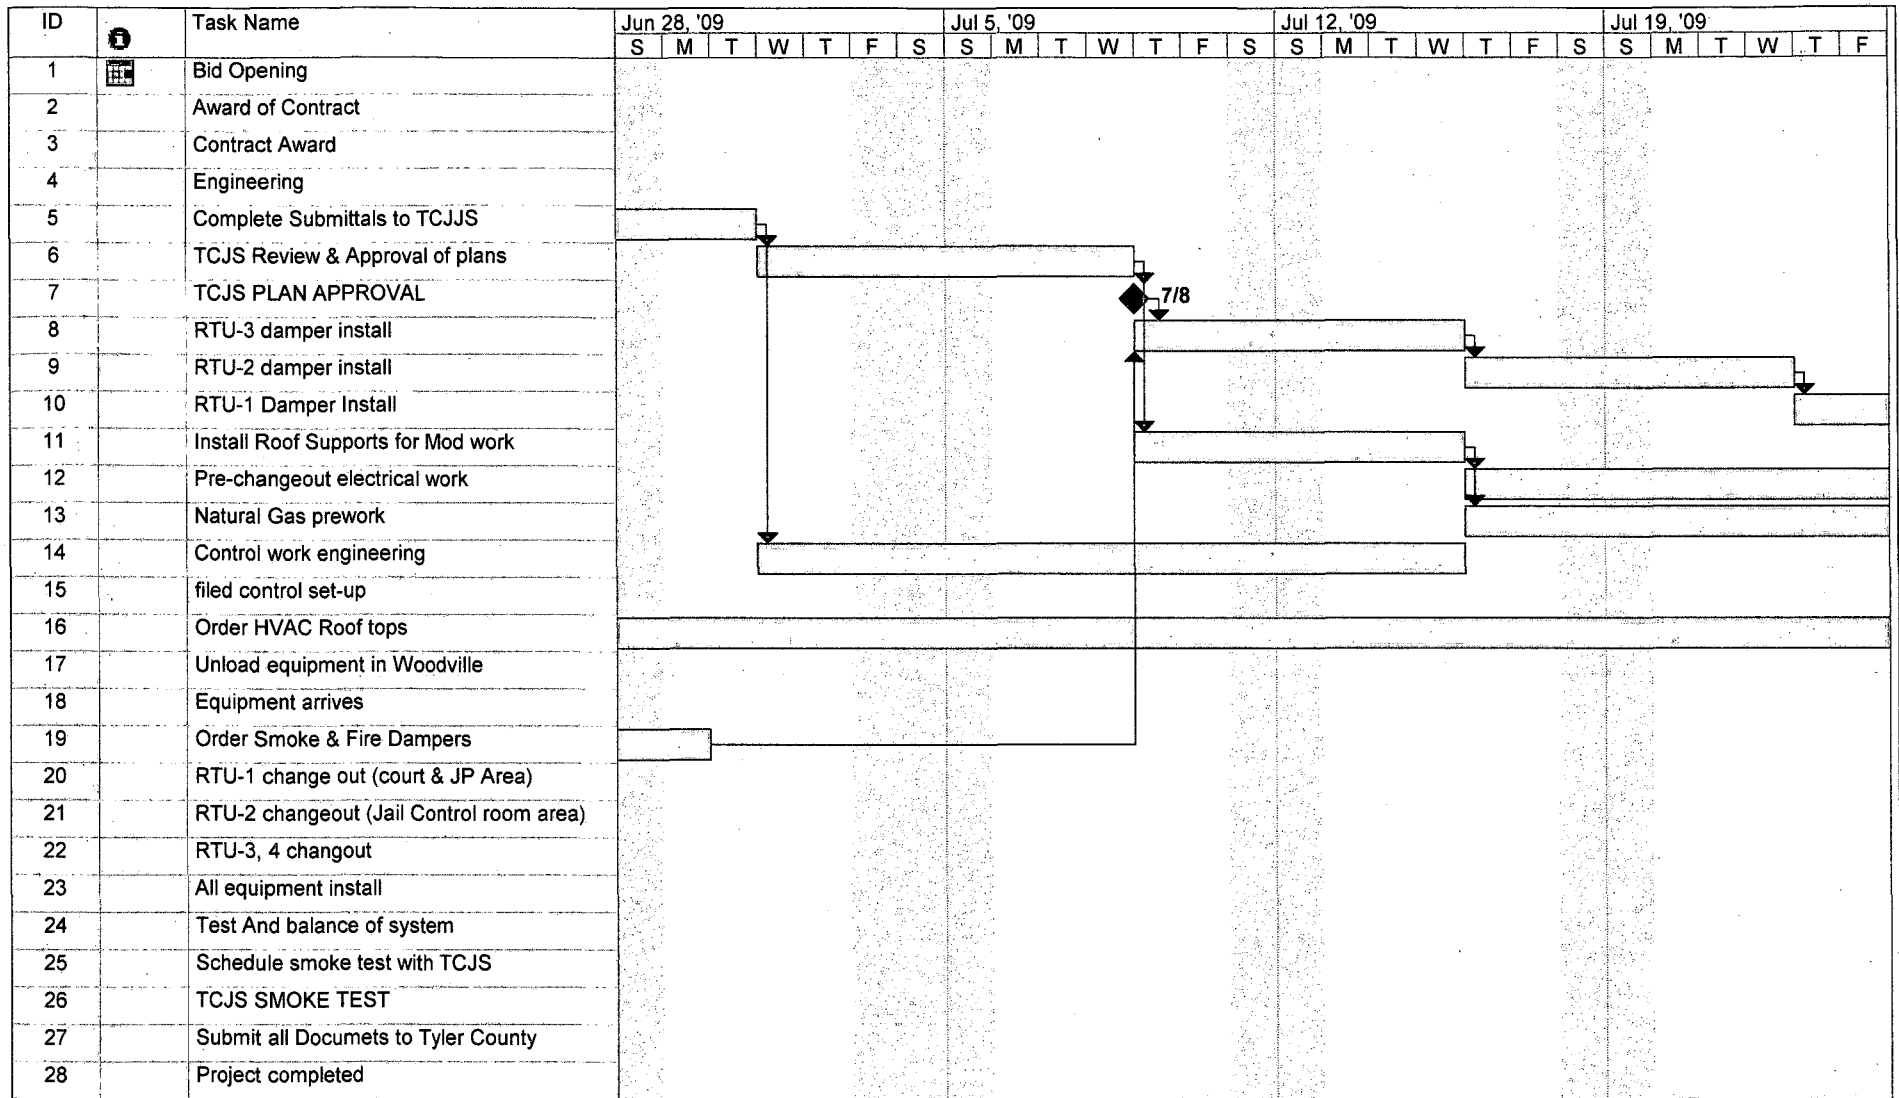 ID Task Name Jun 28, '09 Jul 5, '09 Jul 12, '09 Jul 19, '09
S M T W T F S S M T W T F S S M T W T F S S M T W T F
1 Bid Opening
2 Award of Contract
3 Contract Award
4 Engineering
5 Complete Submittals to TCJJS
6 TCJS Review & Approval of plans
7 TCJS PLAN APPROVAL 7/8
8 RTU-3 damper install
9 RTU-2 damper install
10 RTU-1 Damper Install
11 Install Roof Supports for Mod work
12 Pre-changeout electrical work
13 Natural Gas prework
14 Control work engineering
15 filed control set-up
16 Order HVAC Roof tops
17 Unload equipment in Woodville
18 Equipment arrives
19 Order Smoke & Fire Dampers
20 RTU-1 change out (court & JP Area)
21 RTU-2 changeout (Jail Control room area)
22 RTU-3, 4 changout
23 All equipment install
24 Test And balance of system
25 Schedule smoke test with TCJS
26 TCJS SMOKE TEST
27 Submit all Documets to Tyler County
28 Project completed